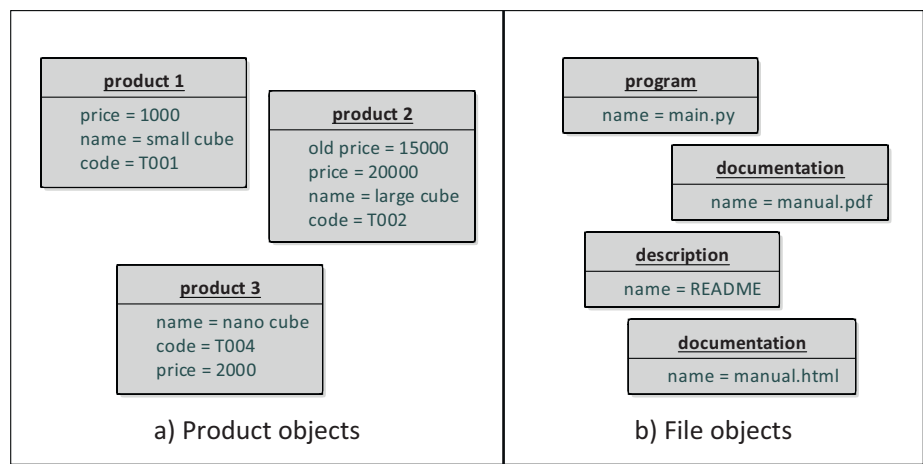 product 1
price = 1000
name = small cube
code = T001
product 2
old price = 15000
price = 20000
name = large cube
code = T002
product 3
name = nano cube
code = T004
price = 2000
a) Product objects
program
name = main.py
documentation
name = manual.pdf
description
name = README
documentation
name = manual.html
b) File objects